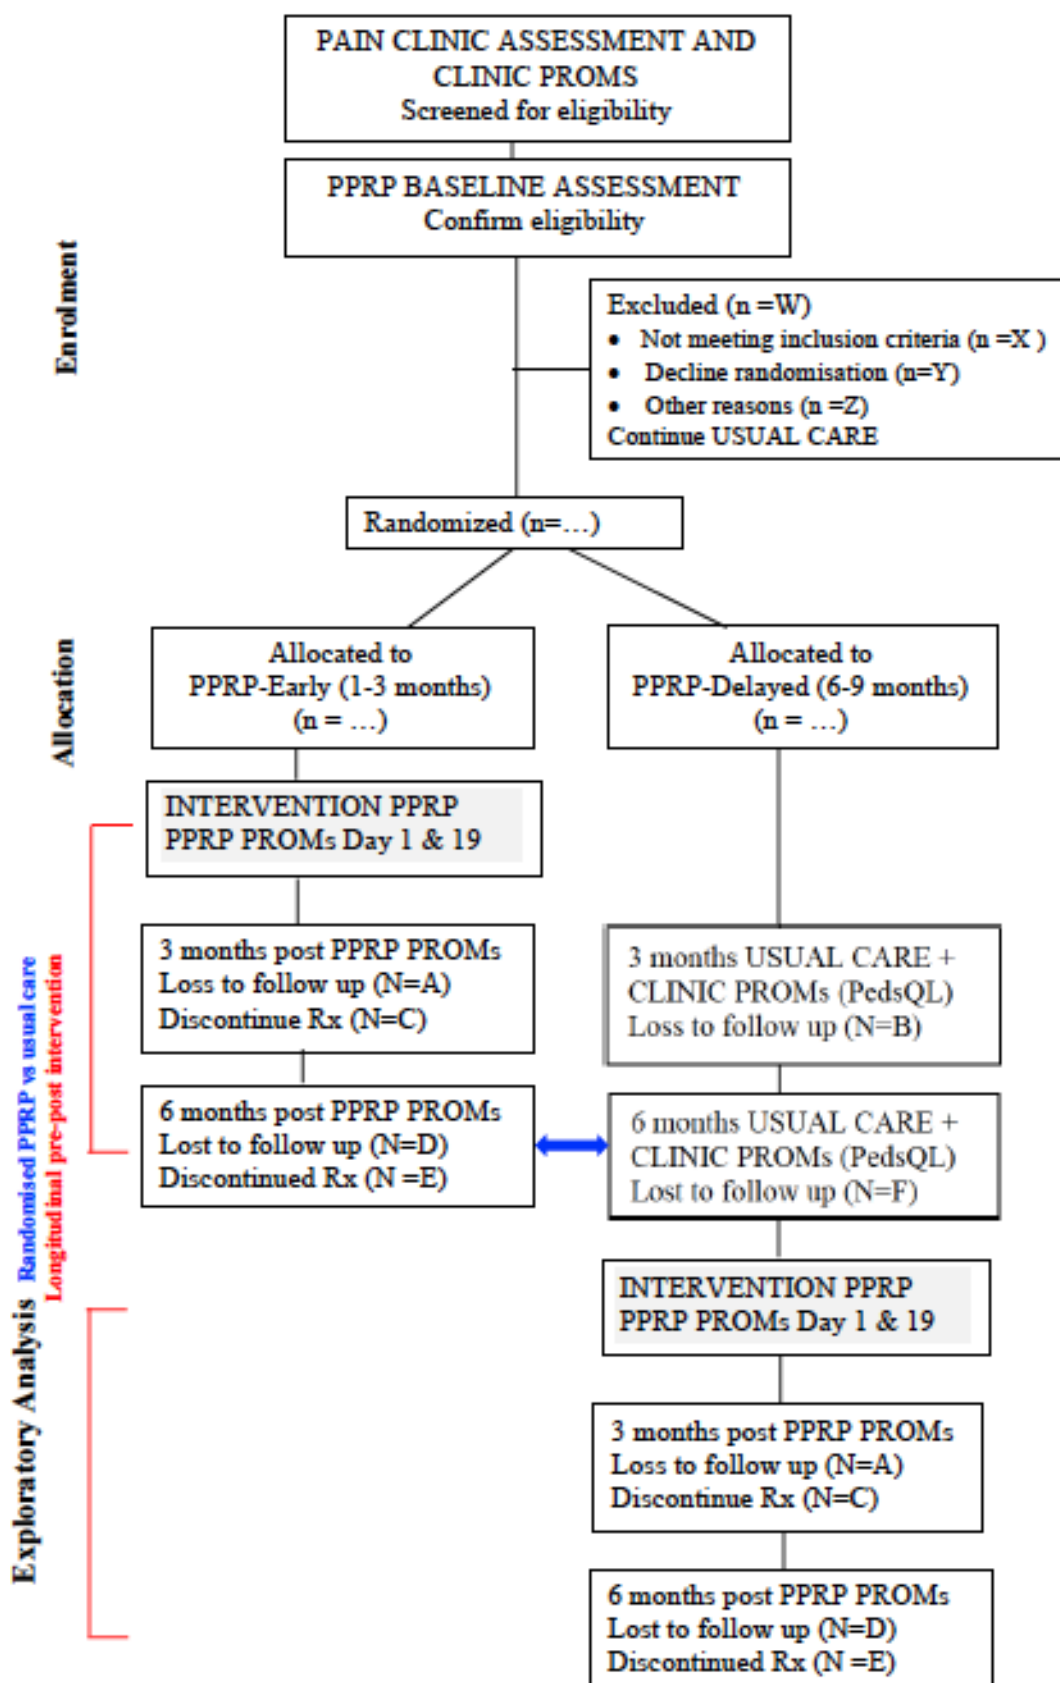 PAIN CLINIC ASSESSMENT AND
CLINIC PROMS
Screened for eligibility
PPRP BASELINE ASSESSMENT
Confirm eligibility
Enrolment
Excluded (n =W)
• Not meeting inclusion criteria (n =X )
• Decline randomisation (n=Y)
• Other reasons (n =Z)
Continue USUAL CARE
Randomized (n=…)
Allocation
Allocated to
PPRP-Early (1-3 months)
(n = …)
Allocated to
PPRP-Delayed (6-9 months)
(n = …)
INTERVENTION PPRP
PPRP PROMs Day 1 & 19
3 months post PPRP PROMs
Loss to follow up (N=A)
Discontinue Rx (N=C)
3 months USUAL CARE +
CLINIC PROMs (PedsQL)
Loss to follow up (N=B)
Randomised PPRP vs usual care
Longitudinal pre-post intervention
6 months post PPRP PROMs
Lost to follow up (N=D)
Discontinued Rx (N =E)
6 months USUAL CARE +
CLINIC PROMs (PedsQL)
Lost to follow up (N=F)
INTERVENTION PPRP
PPRP PROMs Day 1 & 19
Exploratory Analysis
3 months post PPRP PROMs
Loss to follow up (N=A)
Discontinue Rx (N=C)
6 months post PPRP PROMs
Lost to follow up (N=D)
Discontinued Rx (N =E)